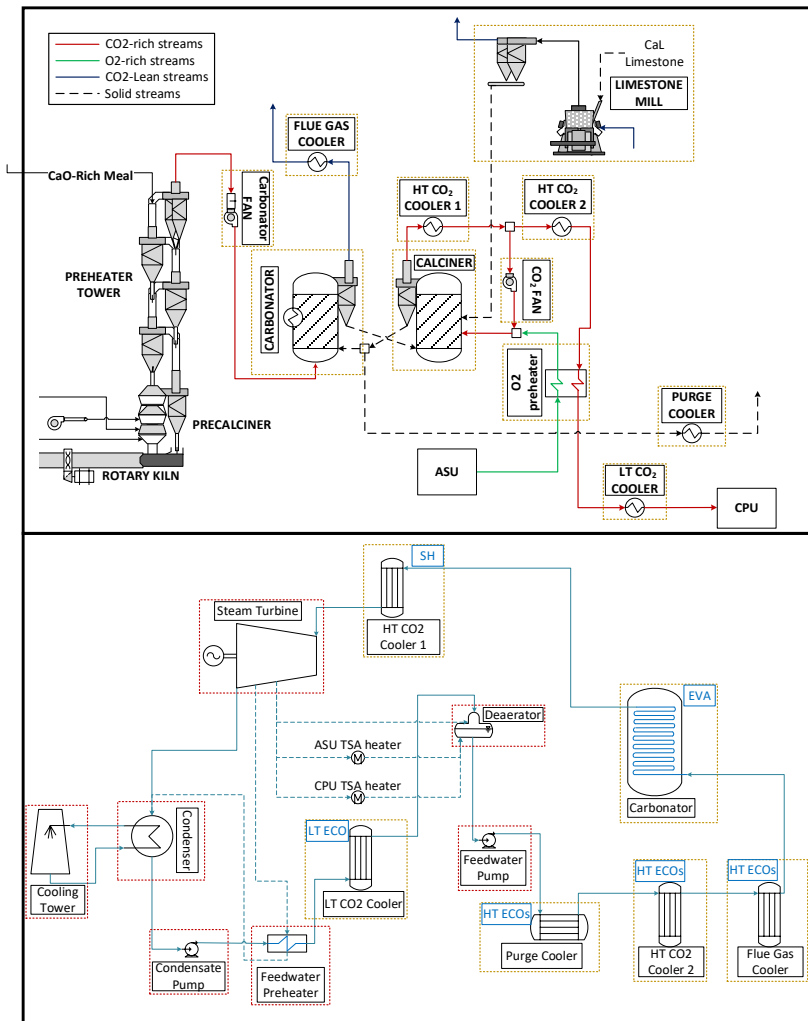 CO2-rich streams
O2-rich streams
CO2-Lean streams
Solid streams
CaL
Limestone
LIMESTONE
MILL
FLUE GAS
COOLER
CaO-Rich Meal
Carbonator
FAN
HT CO₂
COOLER 1
HT CO₂
COOLER 2
PREHEATER
TOWER
CARBONATOR
CALCINER
CO₂ FAN
O2
preheater
PRECALCINER
PURGE
COOLER
ROTARY KILN
ASU
LT CO₂
COOLER
CPU
SH
Steam Turbine
HT CO2
Cooler 1
EVA
Deaerator
ASU TSA heater
M
CPU TSA heater
M
Carbonator
Condenser
LT ECO
Feedwater
Pump
Cooling
Tower
LT CO2 Cooler
HT ECOs
HT ECOs
HT ECOs
Condensate
Pump
Feedwater
Preheater
Purge Cooler
HT CO2
Cooler 2
Flue Gas
Cooler